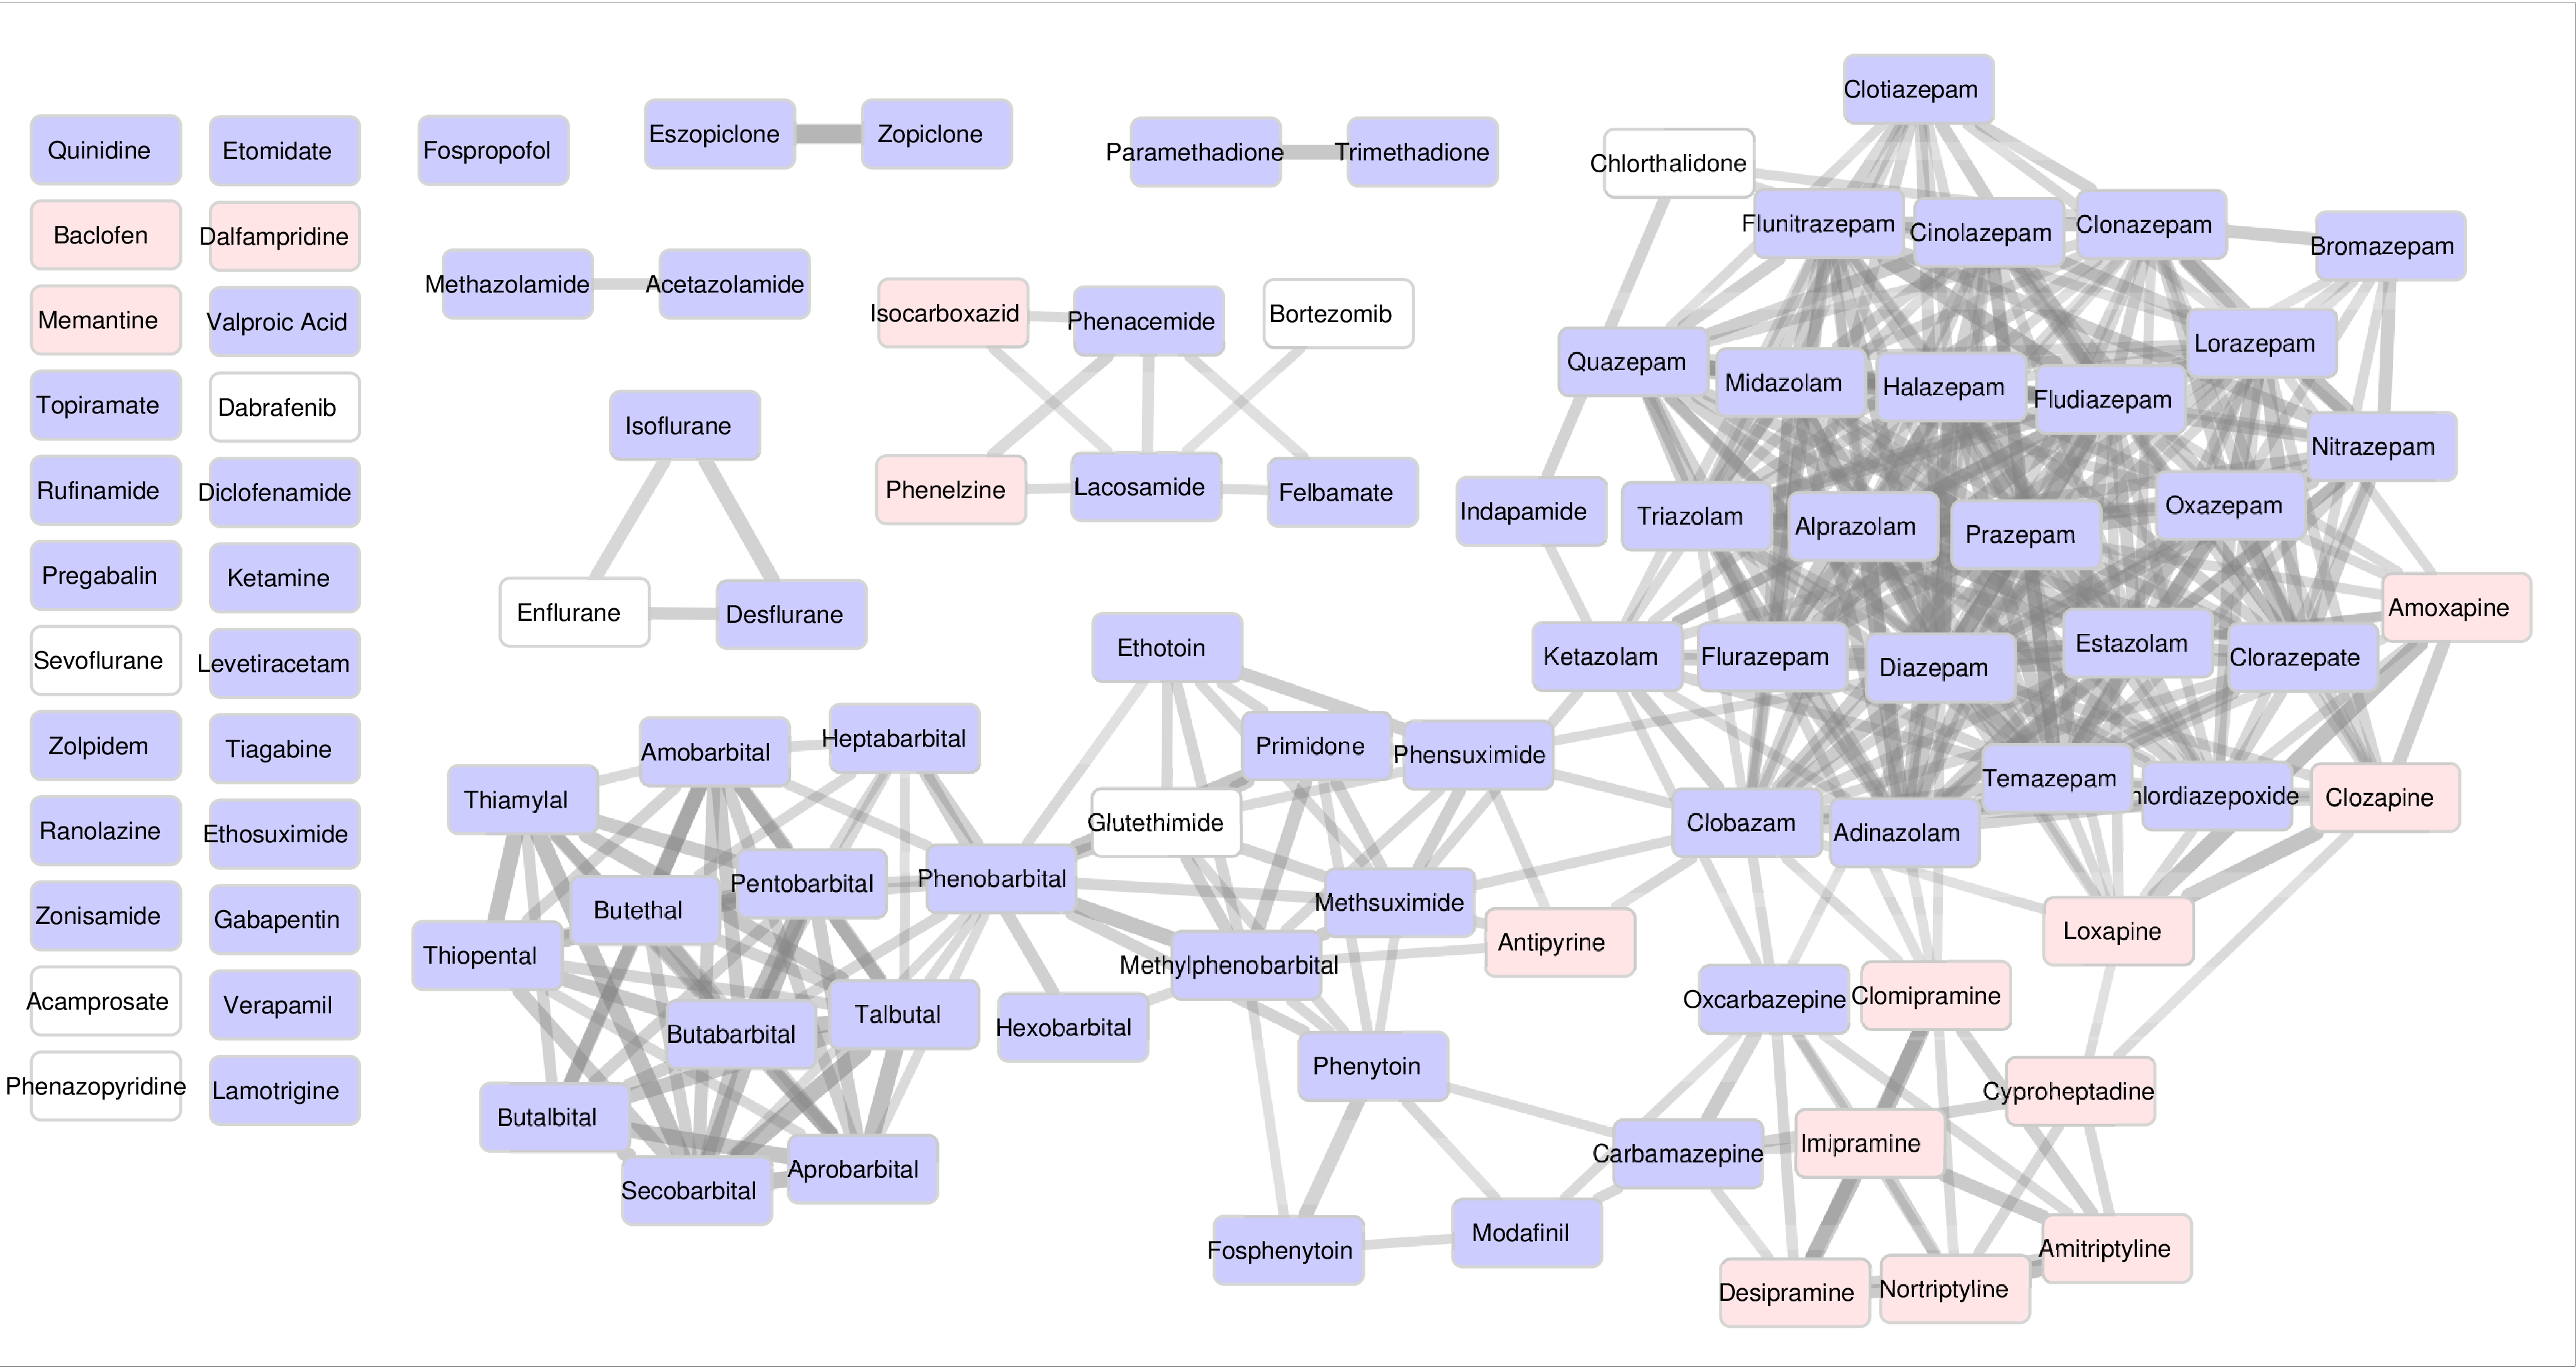 Quinidine
Etomidate
Fospropofol
Eszopiclone
Zopiclone
Paramethadione
Trimethadione
Clotiazepam
Chlorthalidone
Baclofen
Dalfampridine
Flunitrazepam
Cinolazepam
Clonazepam
Bromazepam
Methazolamide
Acetazolamide
Memantine
Valproic Acid
Isocarboxazid
Phenacemide
Bortezomib
Lorazepam
Quazepam
Midazolam
Halazepam
Fludiazepam
Topiramate
Dabrafenib
Isoflurane
Nitrazepam
Rufinamide
Diclofenamide
Phenelzine
Lacosamide
Felbamate
Indapamide
Triazolam
Alprazolam
Prazepam
Oxazepam
Pregabalin
Ketamine
Enflurane
Desflurane
Amoxapine
Sevoflurane
Levetiracetam
Ethotoin
Ketazolam
Flurazepam
Diazepam
Estazolam
Clorazepate
Zolpidem
Tiagabine
Amobarbital
Heptabarbital
Primidone
Phensuximide
Thiamylal
Temazepam
hlordiazepoxide
Clozapine
Ranolazine
Ethosuximide
Glutethimide
Clobazam
Adinazolam
Pentobarbital
Phenobarbital
Butethal
Methsuximide
Zonisamide
Gabapentin
Thiopental
Methylphenobarbital
Antipyrine
Loxapine
Acamprosate
Verapamil
Butabarbital
Talbutal
Hexobarbital
Oxcarbazepine
Clomipramine
Phenazopyridine
Lamotrigine
Butalbital
Phenytoin
Cyproheptadine
Secobarbital
Aprobarbital
Carbamazepine
Imipramine
Fosphenytoin
Modafinil
Amitriptyline
Desipramine
Nortriptyline